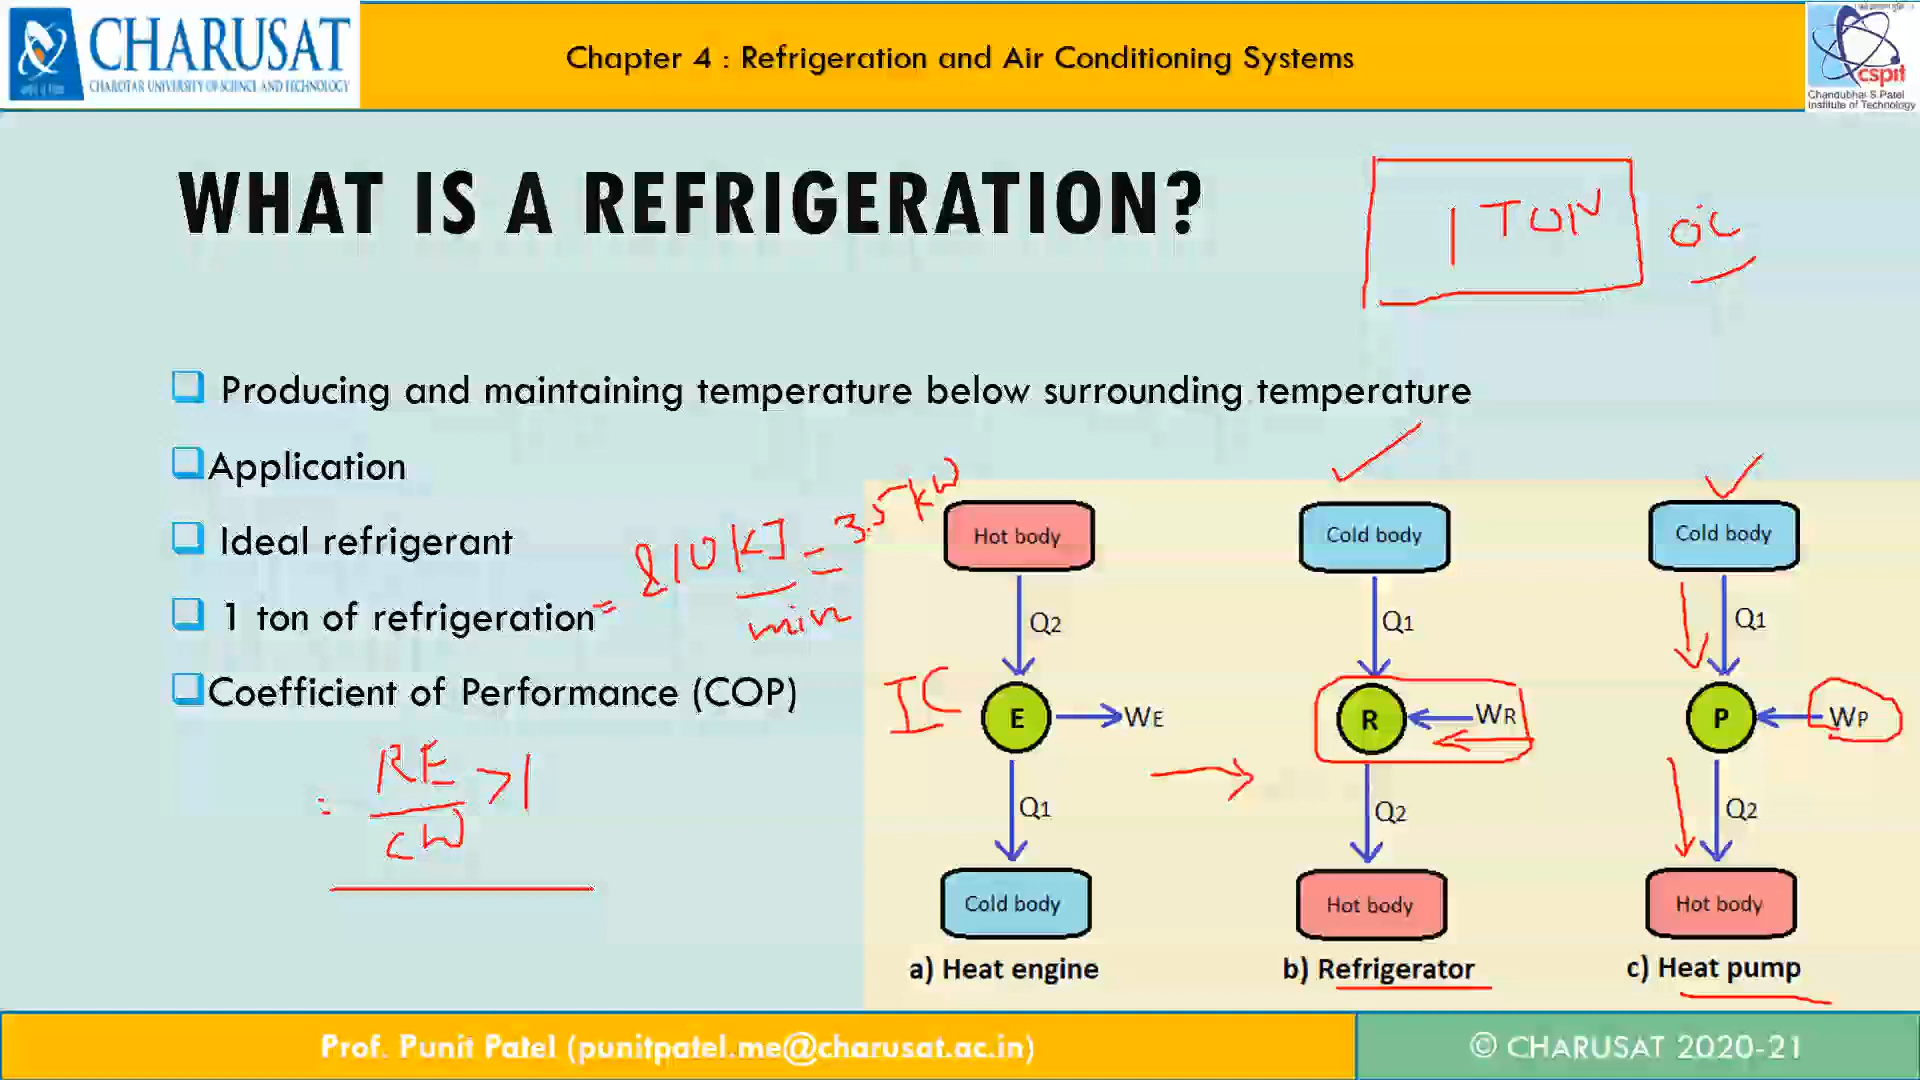 CHARUSAT
CHAROTAR UNIVERSITY OF SCIENCE AND TECHNOLOGY
Chapter 4 : Refrigeration and Air Conditioning Systems
cspit
Chandubhai S Patel
Institute of Technology
WHAT IS A REFRIGERATION?
1 TON
0°C
Producing and maintaining temperature below surrounding temperature
Application
Ideal refrigerant
1 ton of refrigeration = 210 KJ / min = 3.5 kW
Coefficient of Performance (COP)
= RE / CW > 1
IC
Hot body
Q2
E
WE
Q1
Cold body
a) Heat engine
Cold body
Q1
R
WR
Q2
Hot body
b) Refrigerator
Cold body
Q1
P
WP
Q2
Hot body
c) Heat pump
Prof. Punit Patel (punitpatel.me@charusat.ac.in)
© CHARUSAT 2020-21